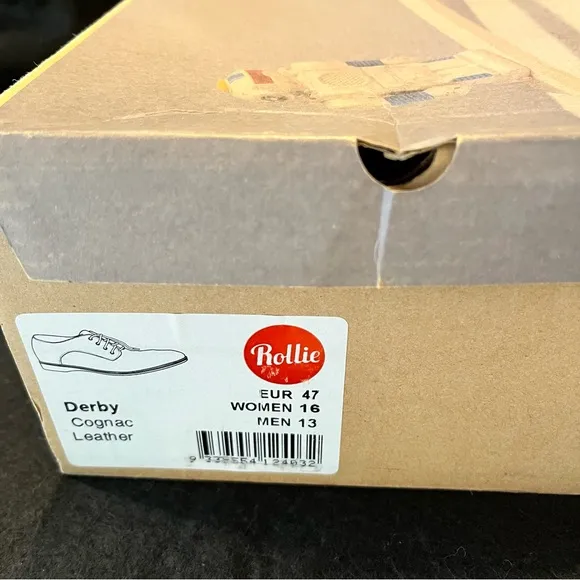 Rollie
EUR 47
WOMEN 16
MEN 13
Derby
Cognac
Leather